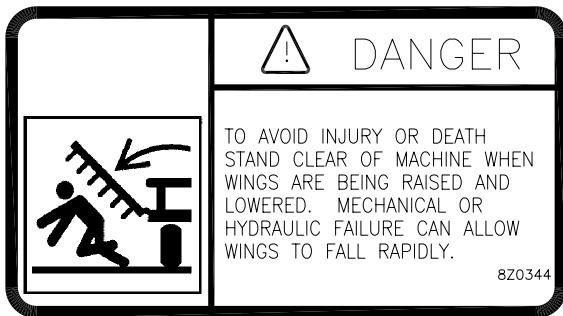 DANGER
TO AVOID INJURY OR DEATH
STAND CLEAR OF MACHINE WHEN
WINGS ARE BEING RAISED AND
LOWERED.  MECHANICAL OR
HYDRAULIC FAILURE CAN ALLOW
WINGS TO FALL RAPIDLY.
8Z0344